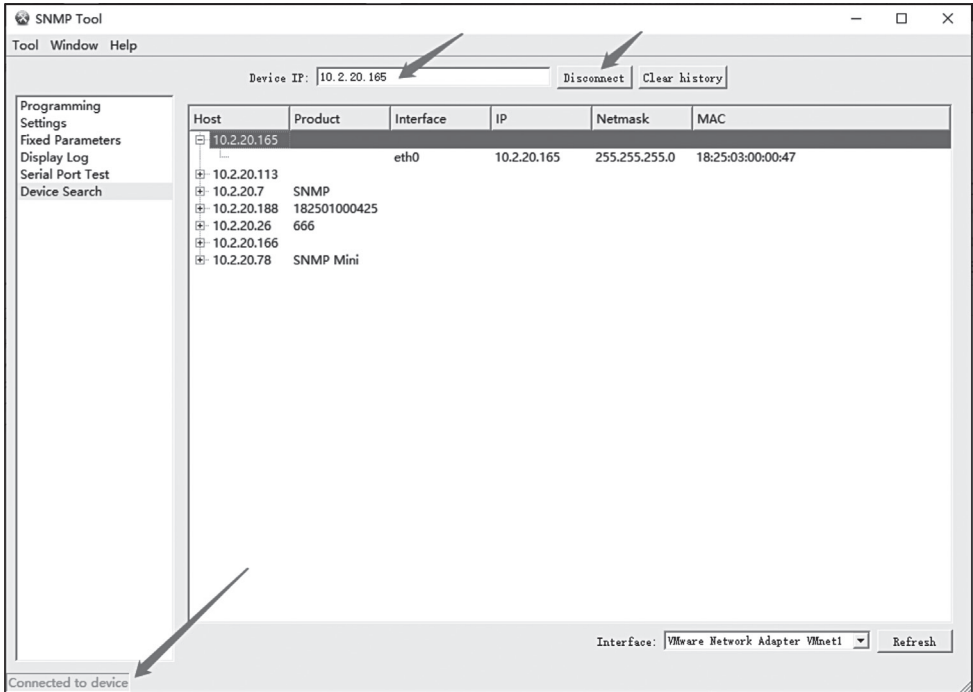 SNMP Tool
Tool Window Help
Device IP: 10.2.20.165 Disconnect Clear history
Programming
Settings
Fixed Parameters
Display Log
Serial Port Test
Device Search
Host Product Interface IP Netmask MAC
10.2.20.165
eth0 10.2.20.165 255.255.255.0 18:25:03:00:00:47
10.2.20.113
10.2.20.7 SNMP
10.2.20.188 182501000425
10.2.20.26 666
10.2.20.166
10.2.20.78 SNMP Mini
Interface: VMware Network Adapter VMnet1 Refresh
Connected to device